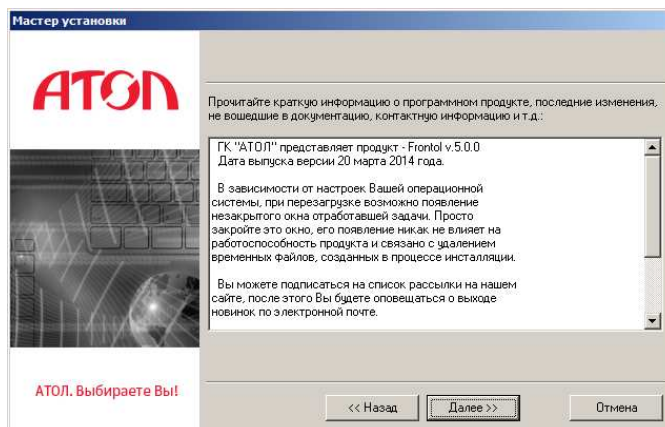 Мастер установки
АТОЛ
Прочитайте краткую информацию о программном продукте, последние изменения,
не вошедшие в документацию, контактную информацию и т.д.:
ГК "АТОЛ" представляет продукт - Frontol v.5.0.0
Дата выпуска версии 20 марта 2014 года.
В зависимости от настроек Вашей операционной
системы, при перезагрузке возможно появление
незакрытого окна отработавшей задачи. Просто
закройте это окно, его появление никак не влияет на
работоспособность продукта и связано с удалением
временных файлов, созданных в процессе инсталляции.
Вы можете подписаться на список рассылки на нашем
сайте, после этого Вы будете оповещаться о выходе
новинок по электронной почте.
АТОЛ. Выбираете Вы!
<< Назад
Далее >>
Отмена